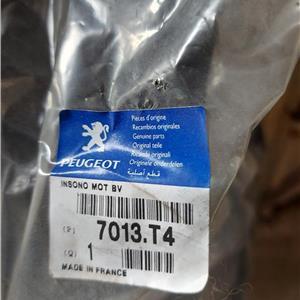 Pièces d'origine
Recambios originales
Genuine parts
Original teile
Ricambi originali
Originele onderdelen
قطع أصلية
PEUGEOT
INSONO MOT BV
(P) 7013.T4
(Q) 1
MADE IN FRANCE